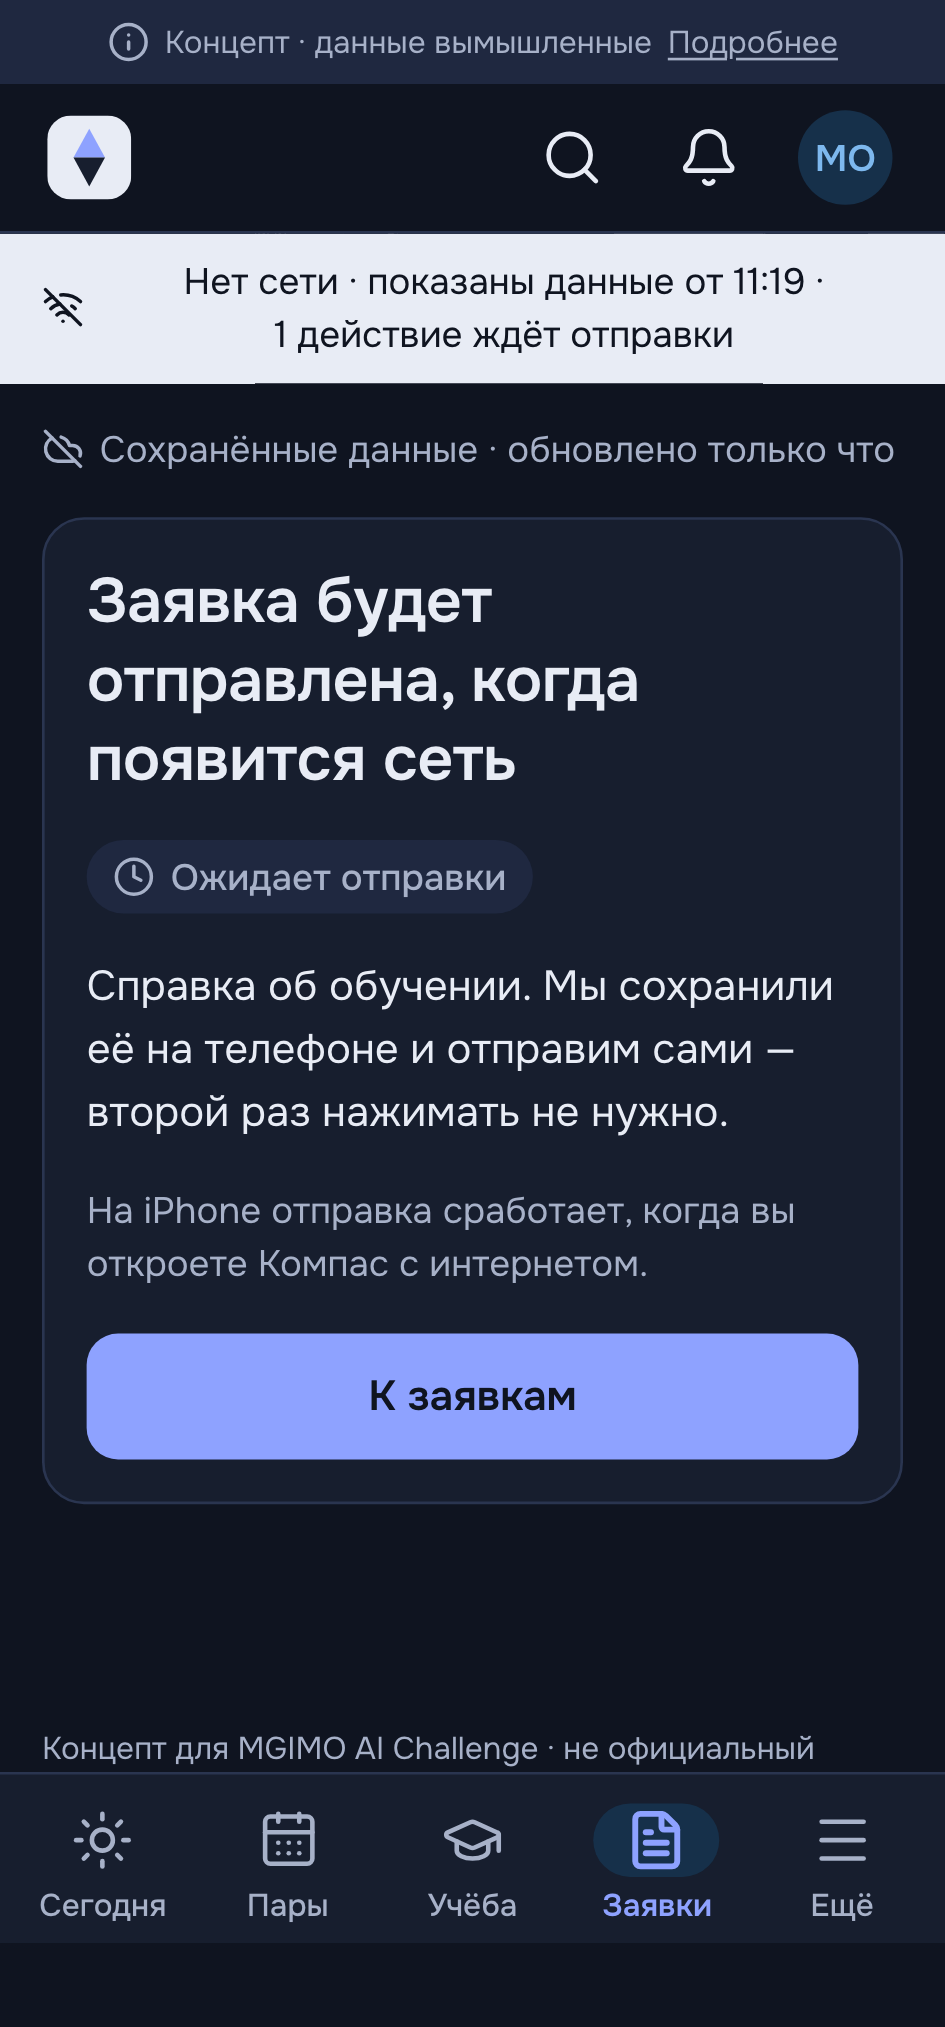 Концепт · данные вымышленные Подробнее
МО
Нет сети · показаны данные от 11:19 ·
1 действие ждёт отправки
Сохранённые данные · обновлено только что
Заявка будет
отправлена, когда
появится сеть
Ожидает отправки
Справка об обучении. Мы сохранили
её на телефоне и отправим сами —
второй раз нажимать не нужно.
На iPhone отправка сработает, когда вы
откроете Компас с интернетом.
К заявкам
Концепт для MGIMO AI Challenge · не официальный
Сегодня Пары Учёба Заявки Ещё